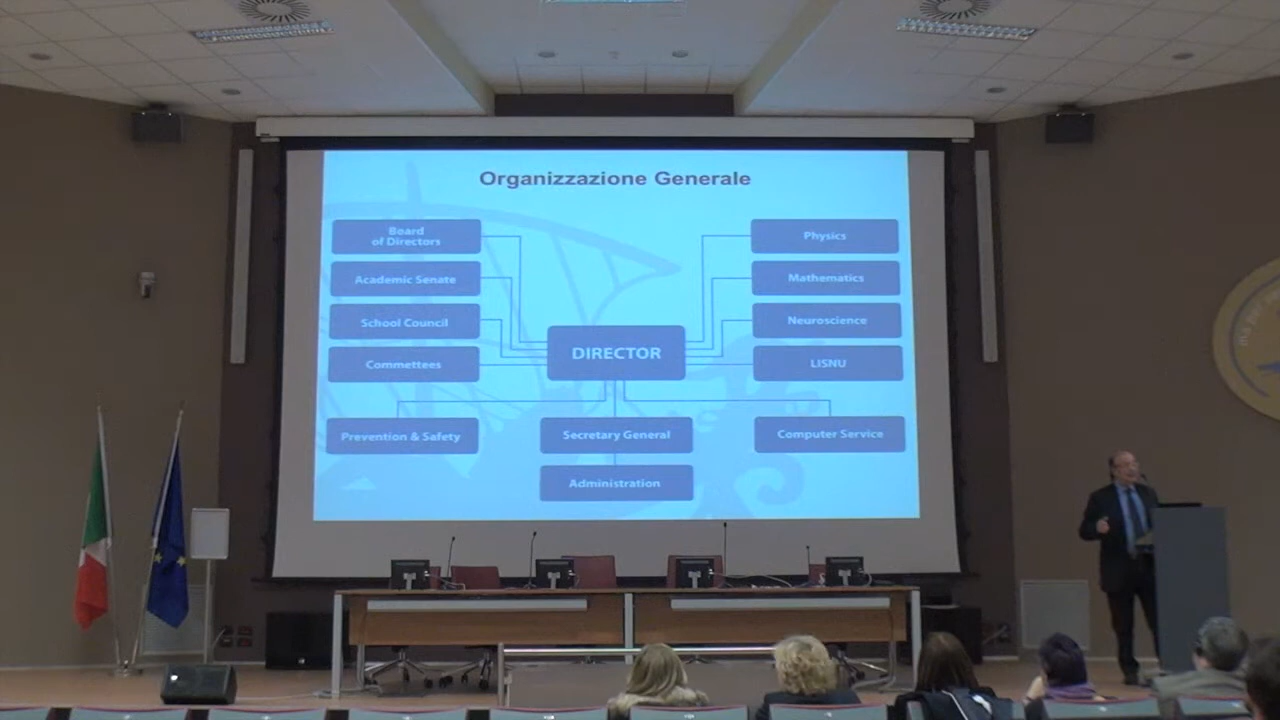 Organizzazione Generale
Board
of Directors
Academic Senate
School Council
Commettees
Physics
Mathematics
Neuroscience
LISNU
DIRECTOR
Prevention & Safety
Secretary General
Computer Service
Administration